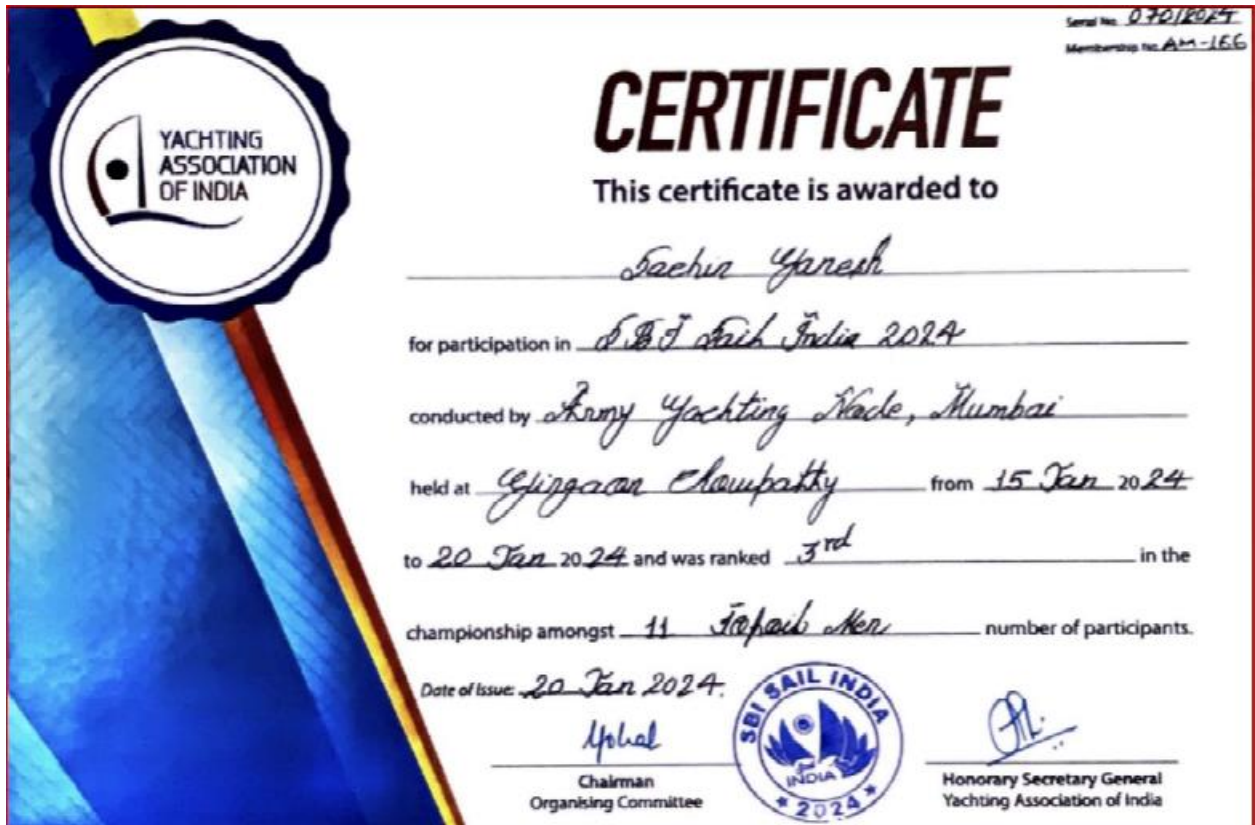 Serial No. 070/2024
Membership No. AM-166
YACHTING
ASSOCIATION
OF INDIA
CERTIFICATE
This certificate is awarded to
Sachin Ganesh
for participation in SBI Sail India 2024
conducted by Army Yachting Node, Mumbai
held at Girgaon Chowpatty from 15 Jan 2024
to 20 Jan 2024 and was ranked 3rd in the
championship amongst 11 Men number of participants.
Date of Issue: 20 Jan 2024.
SBI SAIL INDIA
INDIA
* 2024 *
Chairman
Organising Committee
Honorary Secretary General
Yachting Association of India